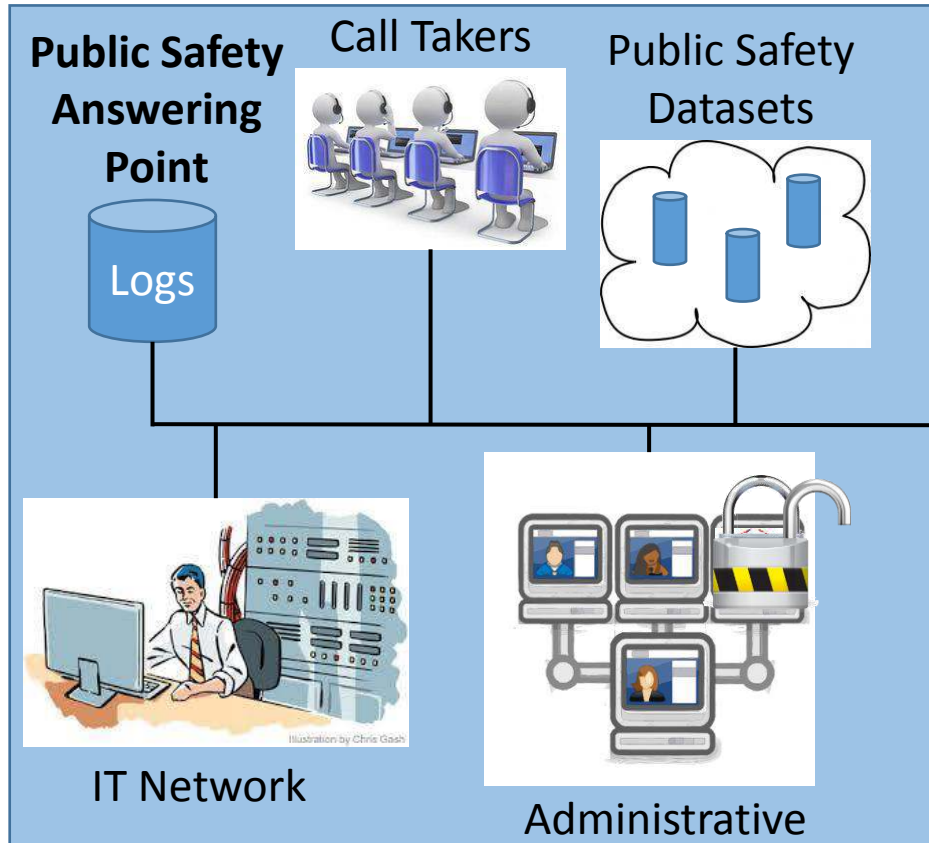 Public Safety
Answering
Point
Call Takers
Public Safety
Datasets
Logs
Illustration by Chris Gash
IT Network
Administrative